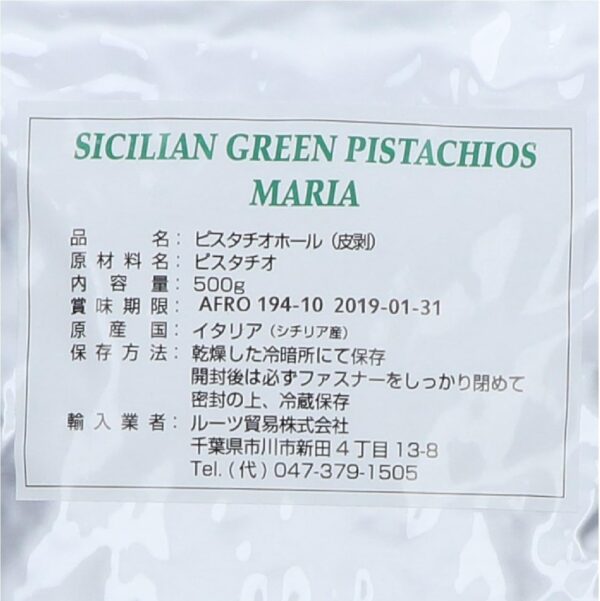 SICILIAN GREEN PISTACHIOS
MARIA
品名：ピスタチオホール（皮剥）
原材料名：ピスタチオ
内容量：500g
賞味期限：AFRO 194-10 2019-01-31
原産国：イタリア（シチリア産）
保存方法：乾燥した冷暗所にて保存
開封後は必ずファスナーをしっかり閉めて
密封の上、冷蔵保存
輸入業者：ルーツ貿易株式会社
千葉県市川市新田4丁目13-8
Tel.(代) 047-379-1505